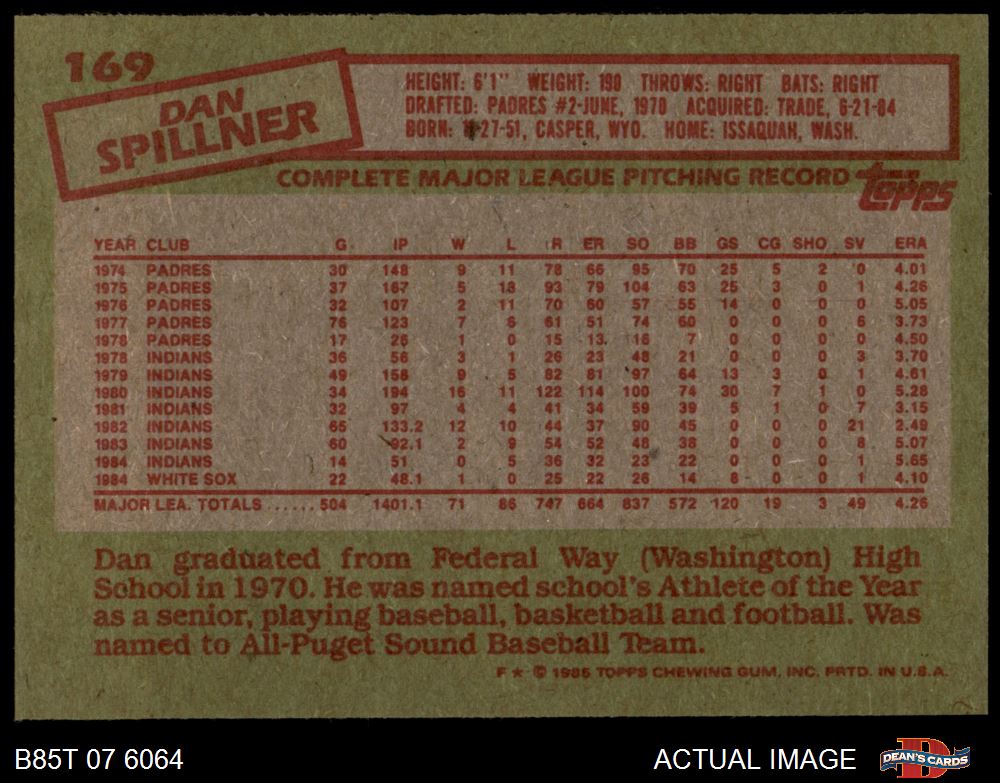 169
DAN
SPILLNER
HEIGHT: 6'1" WEIGHT: 190 THROWS: RIGHT BATS: RIGHT
DRAFTED: PADRES #2-JUNE, 1970 ACQUIRED: TRADE, 6-21-84
BORN: 27-51, CASPER, WYO. HOME: ISSAQUAH, WASH.
COMPLETE MAJOR LEAGUE PITCHING RECORD topps
YEAR CLUB G IP W L R ER SO BB GS CG SHO SV ERA
1974 PADRES 30 148 9 11 78 66 95 70 25 5 2 0 4.01
1975 PADRES 37 167 5 13 93 79 104 63 25 3 0 1 4.26
1976 PADRES 32 107 2 11 70 60 57 55 14 0 0 0 5.05
1977 PADRES 76 123 7 6 61 51 74 60 0 0 0 6 3.73
1978 PADRES 17 26 1 0 15 13 16 7 0 0 0 0 4.50
1978 INDIANS 36 56 3 1 26 23 48 21 0 0 0 3 3.70
1979 INDIANS 49 158 9 5 82 81 97 64 13 3 0 1 4.61
1980 INDIANS 34 194 16 11 122 114 100 74 30 7 1 0 5.28
1981 INDIANS 32 97 4 4 41 34 59 39 5 1 0 7 3.15
1982 INDIANS 65 133.2 12 10 44 37 90 45 0 0 0 21 2.49
1983 INDIANS 60 92.1 2 9 54 52 48 38 0 0 0 8 5.07
1984 INDIANS 14 51 0 5 36 32 23 22 8 0 0 1 5.65
1984 WHITE SOX 22 48.1 1 0 25 22 26 14 0 0 0 1 4.10
MAJOR LEA. TOTALS ...... 504 1401.1 71 86 747 664 837 572 120 19 3 49 4.26
Dan graduated from Federal Way (Washington) High
School in 1970. He was named school's Athlete of the Year
as a senior, playing baseball, basketball and football. Was
named to All-Puget Sound Baseball Team.
F * © 1985 TOPPS CHEWING GUM, INC. PRTD. IN U.S.A.
B85T 07 6064 ACTUAL IMAGE D DEAN'S CARDS